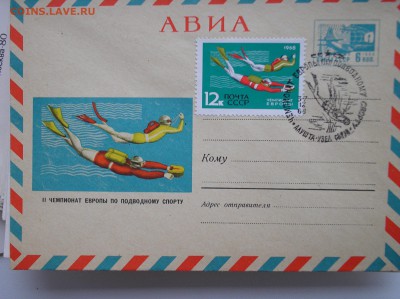 COINS.LAVE.RU
АВИА
6 коп
1968
12к ПОЧТА
СССР
Кому
Адрес отправителя
II ЧЕМПИОНАТ ЕВРОПЫ ПО ПОДВОДНОМУ СПОРТУ